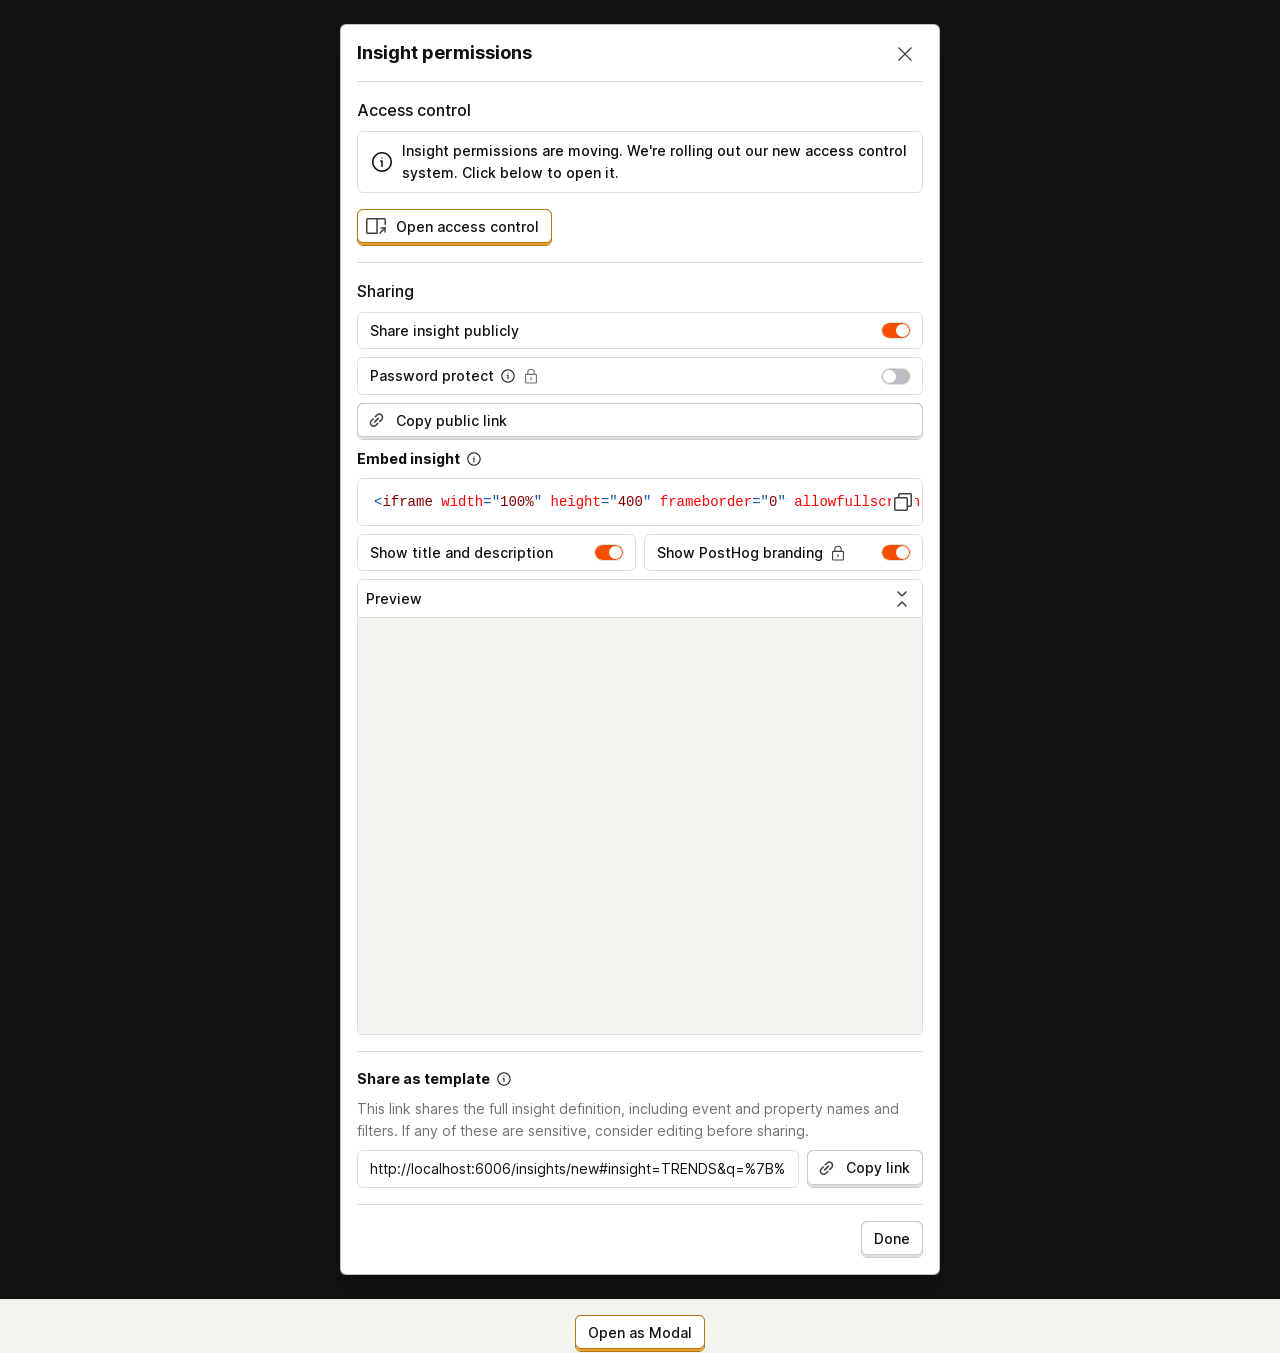 Insight permissions
Access control
Insight permissions are moving. We're rolling out our new access control
system. Click below to open it.
Open access control
Sharing
Share insight publicly
Password protect
Copy public link
Embed insight
<iframe width="100%" height="400" frameborder="0" allowfullscr
Show title and description
Show PostHog branding
Preview
Share as template
This link shares the full insight definition, including event and property names and
filters. If any of these are sensitive, consider editing before sharing.
http://localhost:6006/insights/new#insight=TRENDS&q=%7B%
Copy link
Done
Open as Modal